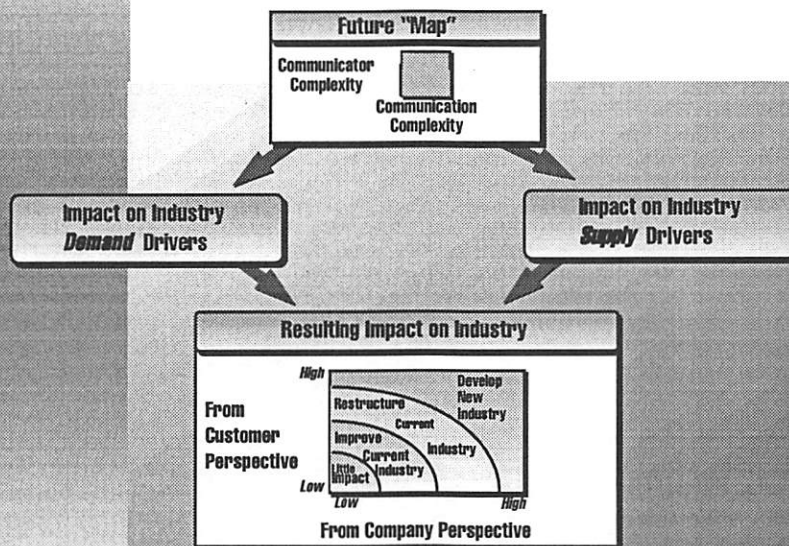 Future "Map"
Communicator
Complexity
Communication
Complexity
Impact on Industry
Demand Drivers
Impact on Industry
Supply Drivers
Resulting Impact on Industry
From
Customer
Perspective
High
Low
Develop
New
Industry
Restructure
Current
Industry
Improve
Current
Industry
Little
Impact
Low
High
From Company Perspective